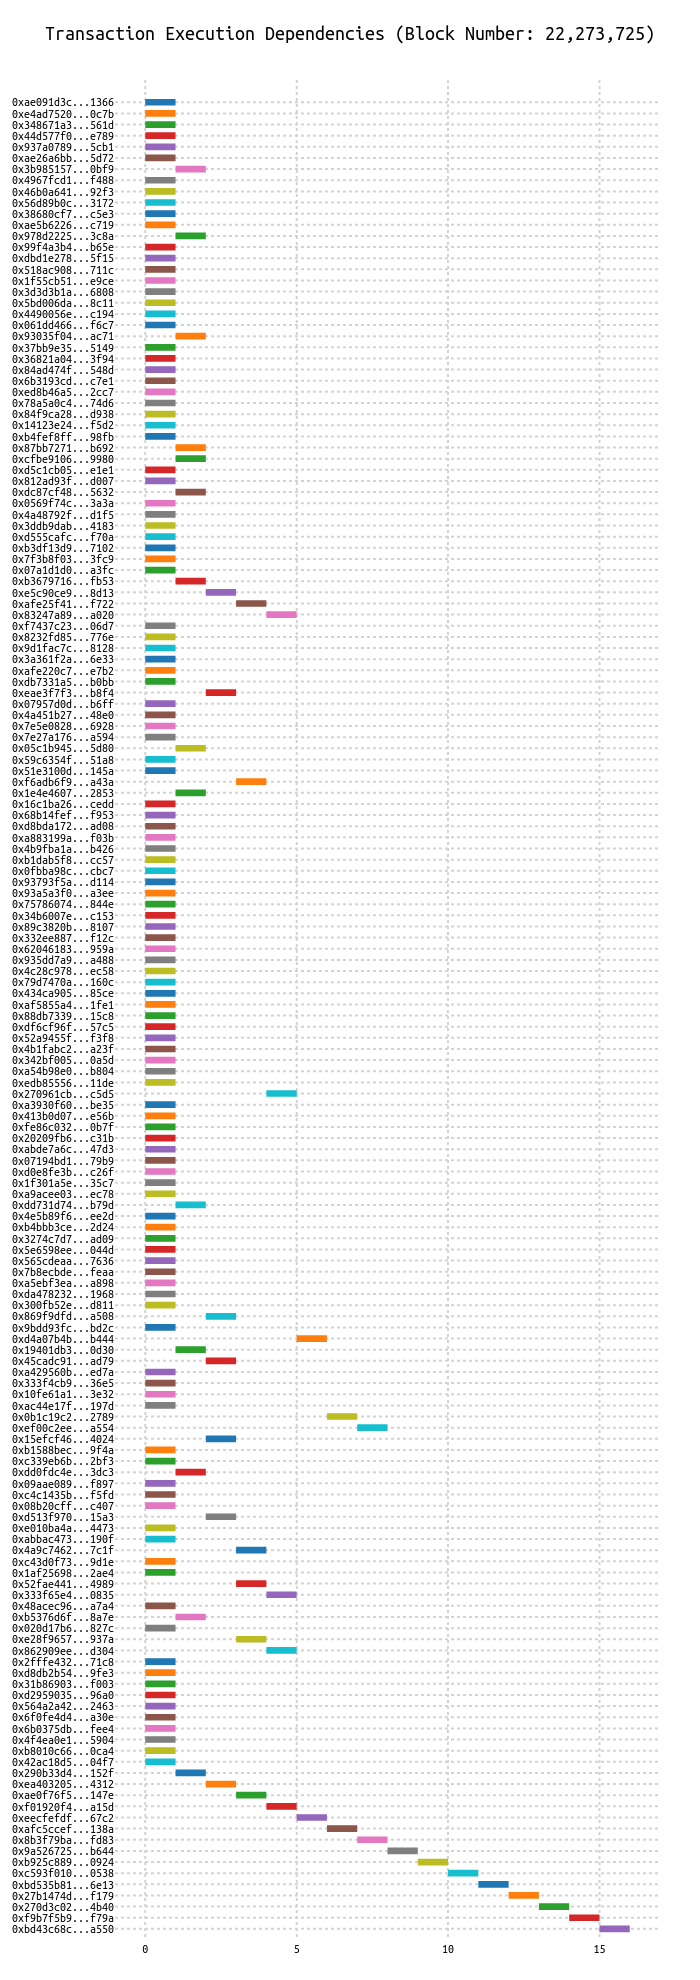 Transaction Execution Dependencies (Block Number: 22,273,725)
0xae091d3c...1366
0xe4ad7520...0c7b
0x348671a3...561d
0x44d577f0...e789
0x937a0789...5cb1
0xae26a6bb...5d72
0x3b985157...0bf9
0x4967fcd1...f488
0x46b0a641...92f3
0x56d89b0c...3172
0x38680cf7...c5e3
0xae5b6226...c719
0x978d2225...3c8a
0x99f4a3b4...b65e
0xdbd1e278...5f15
0x518ac908...711c
0x1f55cb51...e9ce
0x3d3d3b1a...6808
0x5bd006da...8c11
0x4490056e...c194
0x061dd466...f6c7
0x93035f04...ac71
0x37bb9e35...5149
0x36821a04...3f94
0x84ad474f...548d
0x6b3193cd...c7e1
0xed8b46a5...2cc7
0x78a5a0c4...74d6
0x84f9ca28...d938
0x14123e24...f5d2
0xb4fef8ff...98fb
0x87bb7271...b692
0xcfbe9106...9980
0xd5c1cb05...e1e1
0x812ad93f...d007
0xdc87cf48...5632
0x0569f74c...3a3a
0x4a48792f...d1f5
0x3ddb9dab...4183
0xd555cafc...f70a
0xb3df13d9...7102
0x7f3b8f03...3fc9
0x07a1d1d0...a3fc
0xb3679716...fb53
0xe5c90ce9...8d13
0xafe25f41...f722
0x83247a89...a020
0xf7437c23...06d7
0x8232fd85...776e
0x9d1fac7c...8128
0x3a361f2a...6e33
0xafe220c7...e7b2
0xdb7331a5...b0bb
0xeae3f7f3...b8f4
0x07957d0d...b6ff
0x4a451b27...48e0
0x7e5e0828...6928
0x7e27a176...a594
0x05c1b945...5d80
0x59c6354f...51a8
0x51e3100d...145a
0xf6adb6f9...a43a
0x1e4e4607...2853
0x16c1ba26...cedd
0x68b14fef...f953
0xd8bda172...ad08
0xa883199a...f03b
0x4b9fba1a...b426
0xb1dab5f8...cc57
0x0fbba98c...cbc7
0x93793f5a...d114
0x93a5a3f0...a3ee
0x75786074...844e
0x34b6007e...c153
0x89c3820b...8107
0x332ee887...f12c
0x62046183...959a
0x935dd7a9...a488
0x4c28c978...ec58
0x79d7470a...160c
0x434ca905...85ce
0xaf5855a4...1fe1
0x88db7339...15c8
0xdf6cf96f...57c5
0x52a9455f...f3f8
0x4b1fabc2...a23f
0x342bf005...0a5d
0xa54b98e0...b804
0xedb85556...11de
0x270961cb...c5d5
0xa3930f60...be35
0x413b0d07...e56b
0xfe86c032...0b7f
0x20209fb6...c31b
0xabde7a6c...47d3
0x07194bd1...79b9
0xd0e8fe3b...c26f
0x1f301a5e...35c7
0xa9acee03...ec78
0xdd731d74...b79d
0x4e5b89f6...ee2d
0xb4bbb3ce...2d24
0x3274c7d7...ad09
0x5e6598ee...044d
0x565cdeaa...7636
0x7b8ecbde...feaa
0xa5ebf3ea...a898
0xda478232...1968
0x300fb52e...d811
0x869f9dfd...a508
0x9bdd93fc...bd2c
0xd4a07b4b...b444
0x19401db3...0d30
0x45cadc91...ad79
0xa429560b...ed7a
0x333f4cb9...36e5
0x10fe61a1...3e32
0xac44e17f...197d
0x0b1c19c2...2789
0xef00c2ee...a554
0x15efcf46...4024
0xb1588bec...9f4a
0xc339eb6b...2bf3
0xdd0fdc4e...3dc3
0x09aae089...f897
0xc4c1435b...f5fd
0x08b20cff...c407
0xd513f970...15a3
0xe010ba4a...4473
0xabbac473...190f
0x4a9c7462...7c1f
0xc43d0f73...9d1e
0x1af25698...2ae4
0x52fae441...4989
0x333f65e4...0835
0x48acec96...a7a4
0xb5376d6f...8a7e
0x020d17b6...827c
0xe28f9657...937a
0x862909ee...d304
0x2fffe432...71c8
0xd8db2b54...9fe3
0x31b86903...f003
0xd2959035...96a0
0x564a2a42...2463
0x6f0fe4d4...a30e
0x6b0375db...fee4
0x4f4ea0e1...5904
0xb8010c66...0ca4
0x42ac18d5...04f7
0x290b33d4...152f
0xea403205...4312
0xae0f76f5...147e
0xf01920f4...a15d
0xeecfefdf...67c2
0xafc5ccef...138a
0x8b3f79ba...fd83
0x9a526725...b644
0xb925c889...0924
0xc593f010...0538
0xbd535b81...6e13
0x27b1474d...f179
0x270d3c02...4b40
0xf9b7f5b9...f79a
0xbd43c68c...a550
0 5 10 15